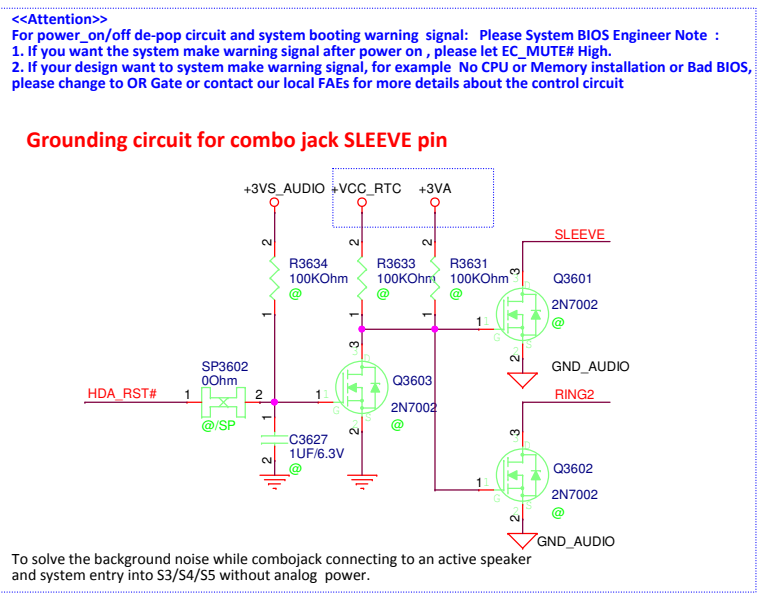 <<Attention>>
For power_on/off de-pop circuit and system booting warning signal: Please System BIOS Engineer Note :
1. If you want the system make warning signal after power on , please let EC_MUTE# High.
2. If your design want to system make warning signal, for example No CPU or Memory installation or Bad BIOS,
please change to OR Gate or contact our local FAEs for more details about the control circuit
Grounding circuit for combo jack SLEEVE pin
+3VS_AUDIO +VCC_RTC +3VA
SLEEVE
2 2 2
R3634 R3633 R3631
100KOhm 100KOhm 100KOhm
@ @ @
3
Q3601
2N7002
@
1 1 1
1
G
D
S
2
GND_AUDIO
SP3602
0Ohm
HDA_RST# 1 2
@/SP
3
1
G
D
S
Q3603
2N7002
@
2
RING2
1
C3627
1UF/6.3V
2
@
3
Q3602
2N7002
@
1
G
D
S
2
GND_AUDIO
To solve the background noise while combojack connecting to an active speaker
and system entry into S3/S4/S5 without analog power.